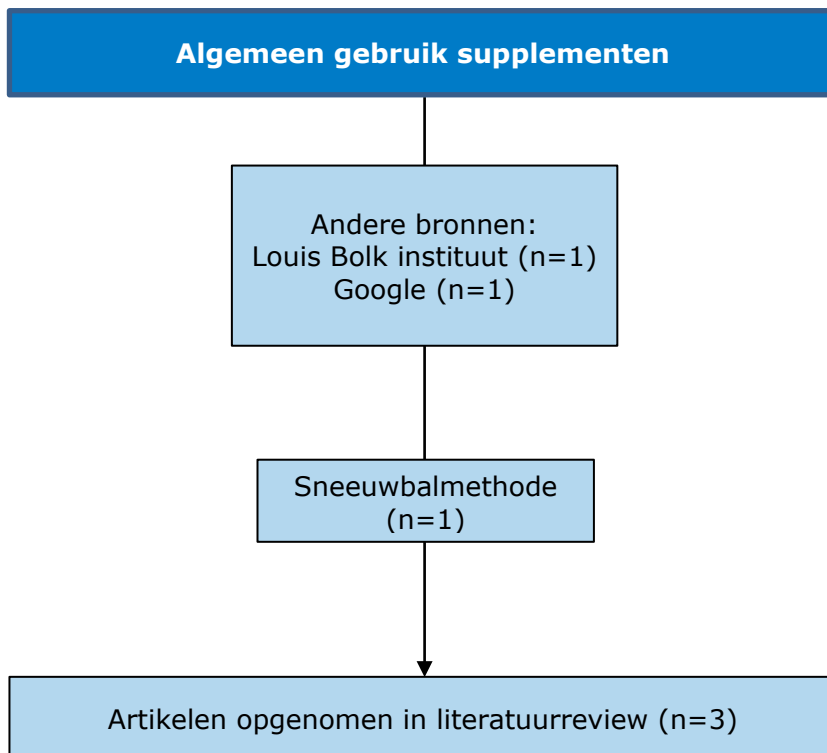 Algemeen gebruik supplementen
Andere bronnen:
Louis Bolk instituut (n=1)
Google (n=1)
Sneeuwbalmethode
(n=1)
Artikelen opgenomen in literatuurreview (n=3)